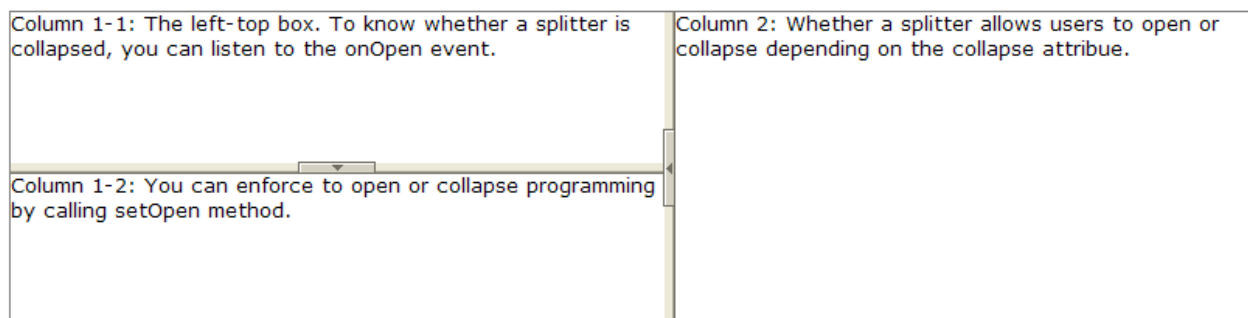 Column 1-1: The left-top box. To know whether a splitter is
collapsed, you can listen to the onOpen event.
Column 1-2: You can enforce to open or collapse programming
by calling setOpen method.
Column 2: Whether a splitter allows users to open or
collapse depending on the collapse attribue.